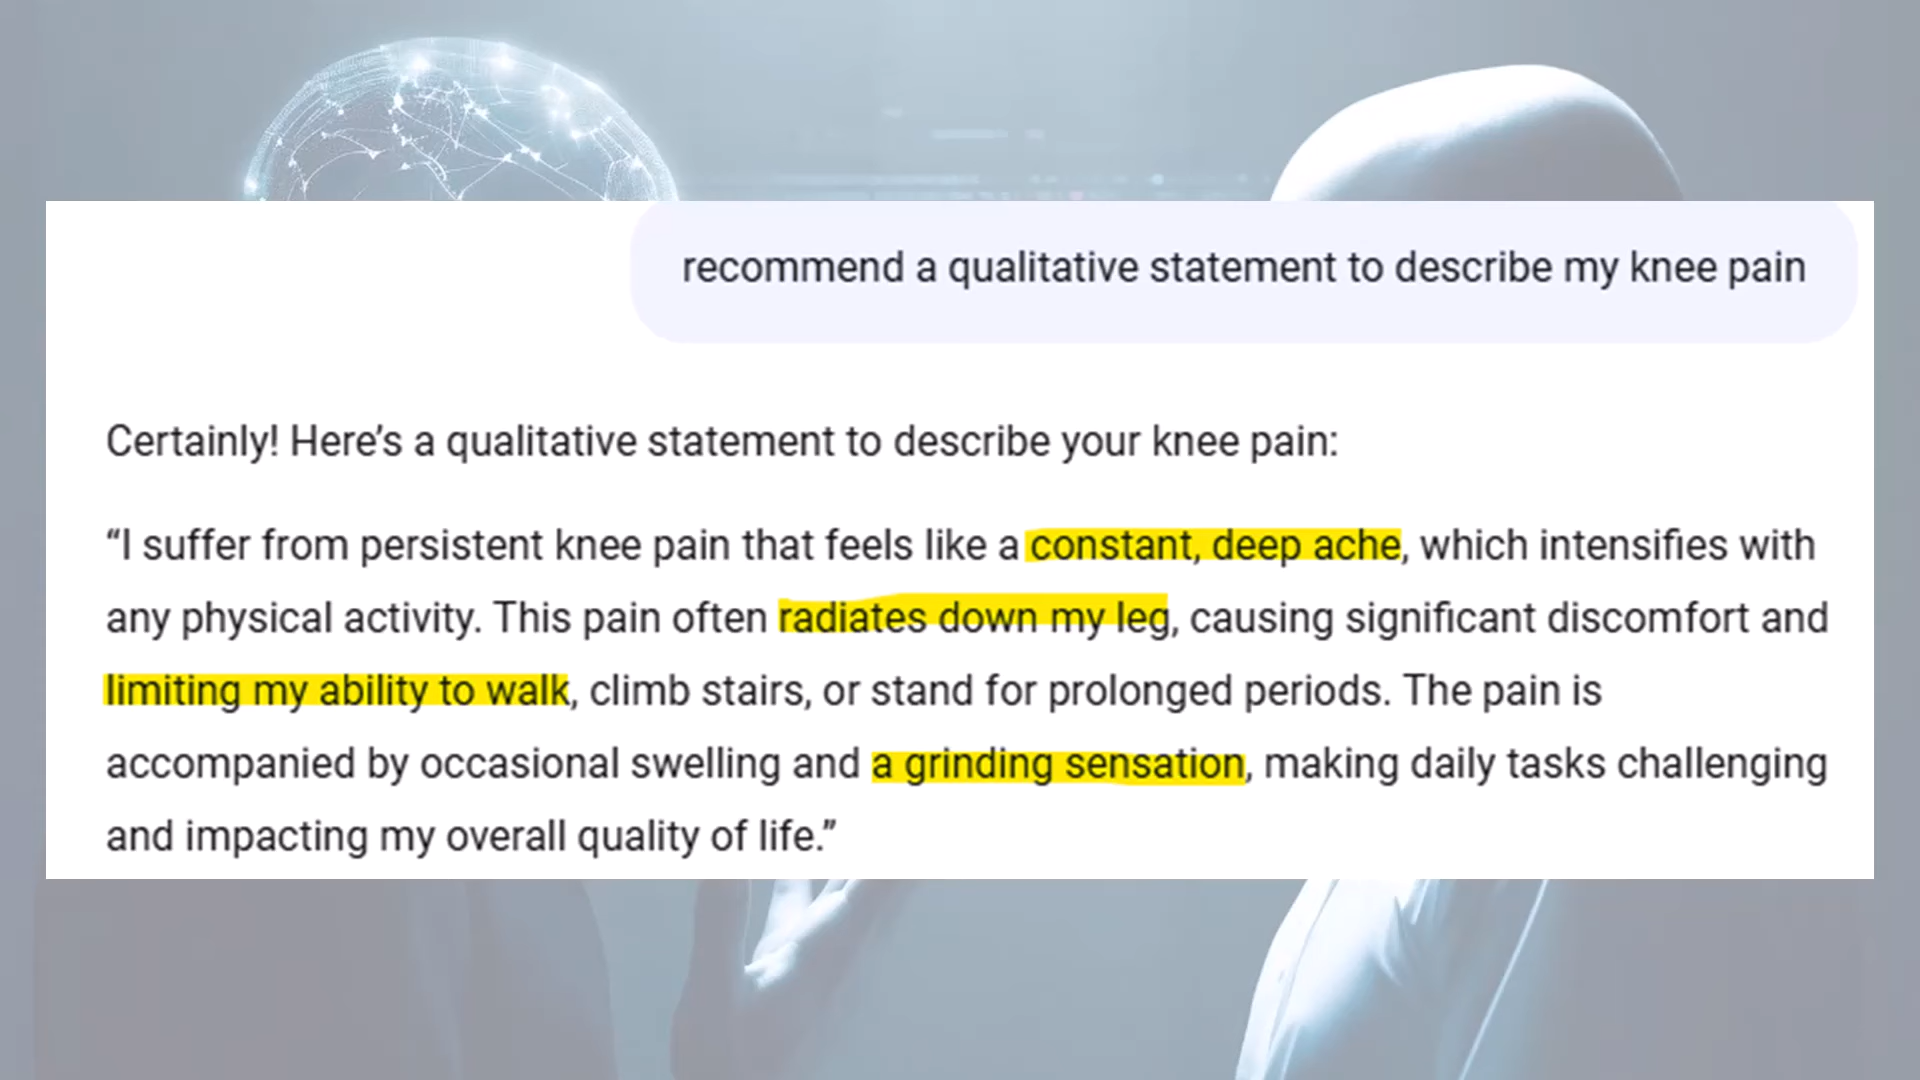 recommend a qualitative statement to describe my knee pain
Certainly! Here’s a qualitative statement to describe your knee pain:
“I suffer from persistent knee pain that feels like a constant, deep ache, which intensifies with
any physical activity. This pain often radiates down my leg, causing significant discomfort and
limiting my ability to walk, climb stairs, or stand for prolonged periods. The pain is
accompanied by occasional swelling and a grinding sensation, making daily tasks challenging
and impacting my overall quality of life.”